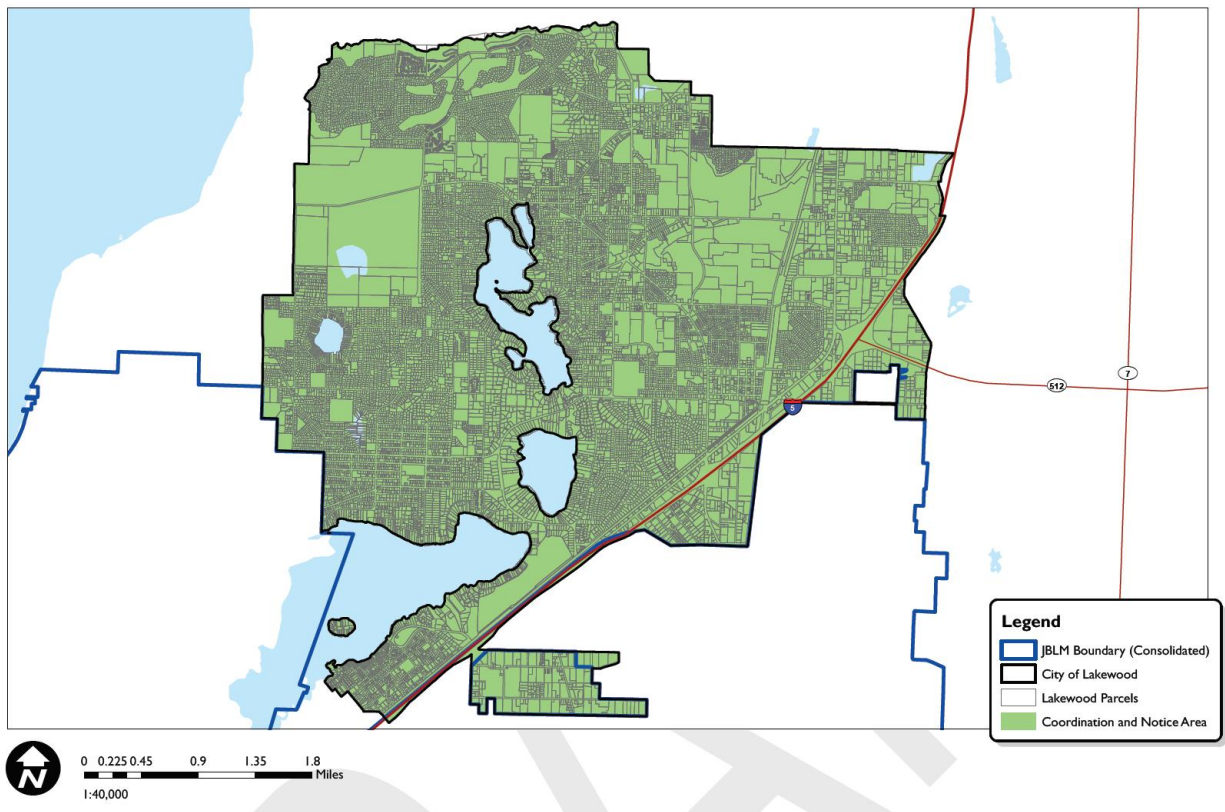 7
512
5
Legend
JBLM Boundary (Consolidated)
City of Lakewood
Lakewood Parcels
Coordination and Notice Area
N
0 0.225 0.45 0.9 1.35 1.8
Miles
1:40,000